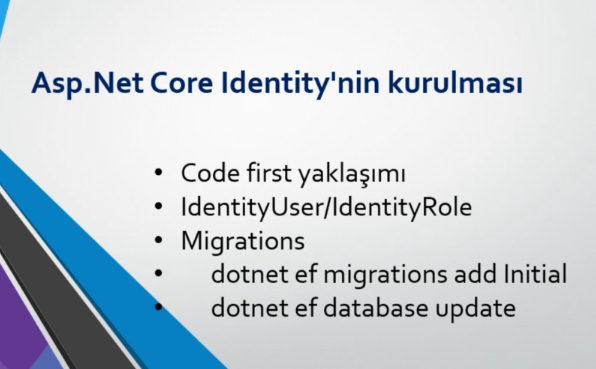 Asp.Net Core Identity'nin kurulması
• Code first yaklaşımı
• IdentityUser/IdentityRole
• Migrations
• dotnet ef migrations add Initial
• dotnet ef database update